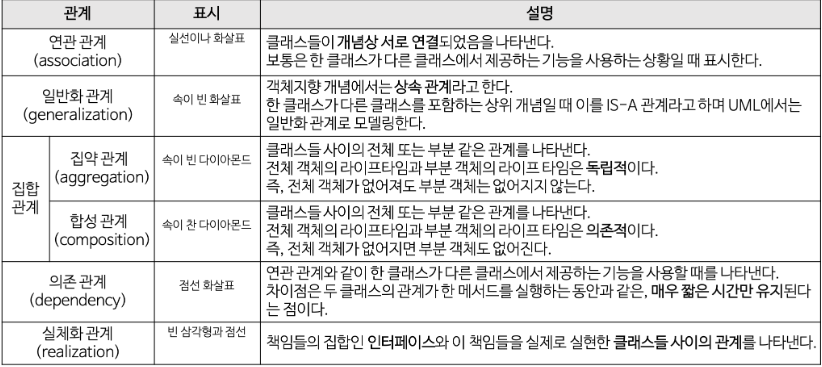 관계 표시 설명
연관 관계
(association)
실선이나 화살표
클래스들이 개념상 서로 연결되었음을 나타낸다.
보통은 한 클래스가 다른 클래스에서 제공하는 기능을 사용하는 상황일 때 표시한다.
일반화 관계
(generalization)
속이 빈 화살표
객체지향 개념에서는 상속 관계라고 한다.
한 클래스가 다른 클래스를 포함하는 상위 개념일 때 이를 IS-A 관계라고 하며 UML에서는
일반화 관계로 모델링한다.
집합
관계
집약 관계
(aggregation)
속이 빈 다이아몬드
클래스들 사이의 전체 또는 부분 같은 관계를 나타낸다.
전체 객체의 라이프타임과 부분 객체의 라이프 타임은 독립적이다.
즉, 전체 객체가 없어져도 부분 객체는 없어지지 않는다.
합성 관계
(composition)
속이 찬 다이아몬드
클래스들 사이의 전체 또는 부분 같은 관계를 나타낸다.
전체 객체의 라이프타임과 부분 객체의 라이프 타임은 의존적이다.
즉, 전체 객체가 없어지면 부분 객체도 없어진다.
의존 관계
(dependency)
점선 화살표
연관 관계와 같이 한 클래스가 다른 클래스에서 제공하는 기능을 사용할 때를 나타낸다.
차이점은 두 클래스의 관계가 한 메서드를 실행하는 동안과 같은, 매우 짧은 시간만 유지된다
는 점이다.
실체화 관계
(realization)
빈 삼각형과 점선
책임들의 집합인 인터페이스와 이 책임들을 실제로 실현한 클래스들 사이의 관계를 나타낸다.